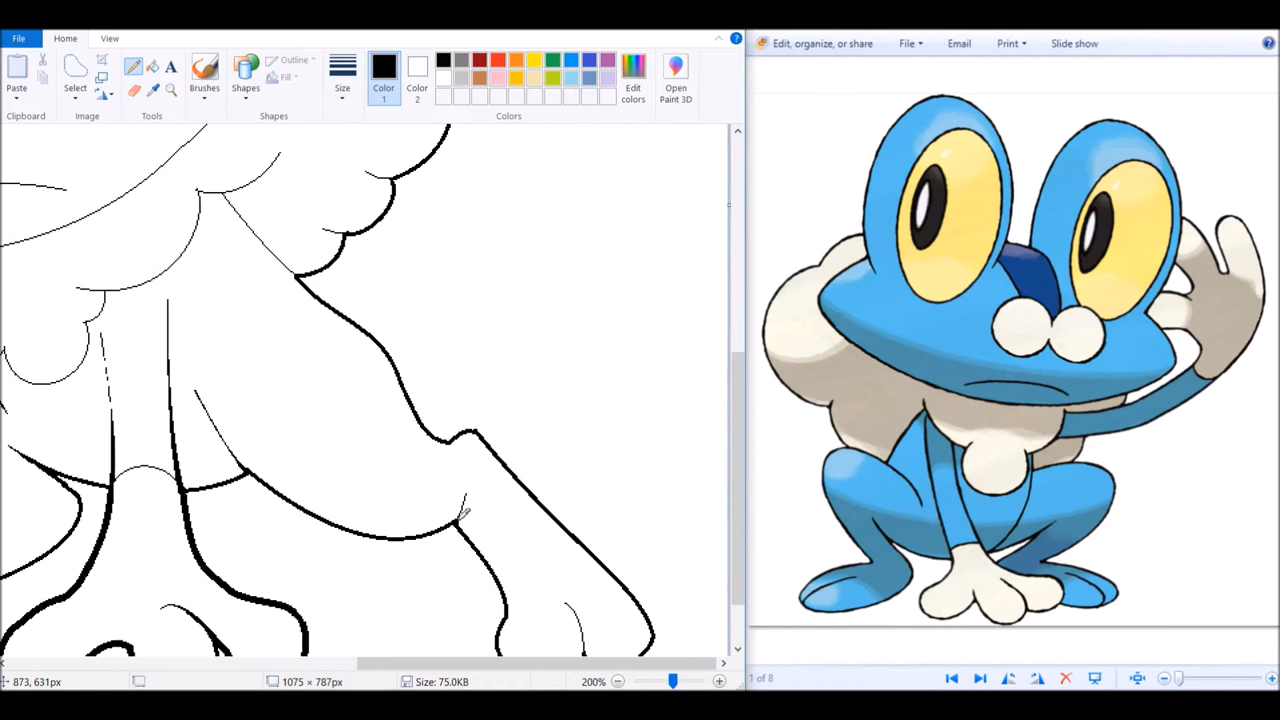 File Home View
Edit, organize, or share File Email Print Slide show
Paste Select Brushes Shapes Outline Fill Size Color 1 Color 2 Edit colors Open Paint 3D
Clipboard Image Tools Shapes Colors
873, 631px 1075 × 787px Size: 75.0KB 200%
1 of 8